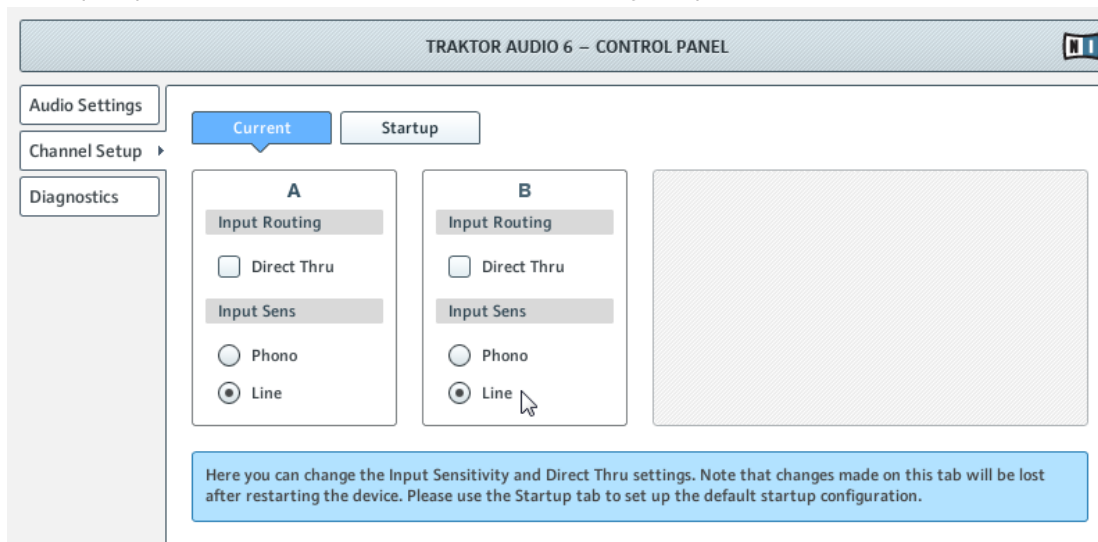 TRAKTOR AUDIO 6 – CONTROL PANEL
NI
Audio Settings
Channel Setup
Diagnostics
Current
Startup
A
Input Routing
Direct Thru
Input Sens
Phono
Line
B
Input Routing
Direct Thru
Input Sens
Phono
Line
Here you can change the Input Sensitivity and Direct Thru settings. Note that changes made on this tab will be lost
after restarting the device. Please use the Startup tab to set up the default startup configuration.